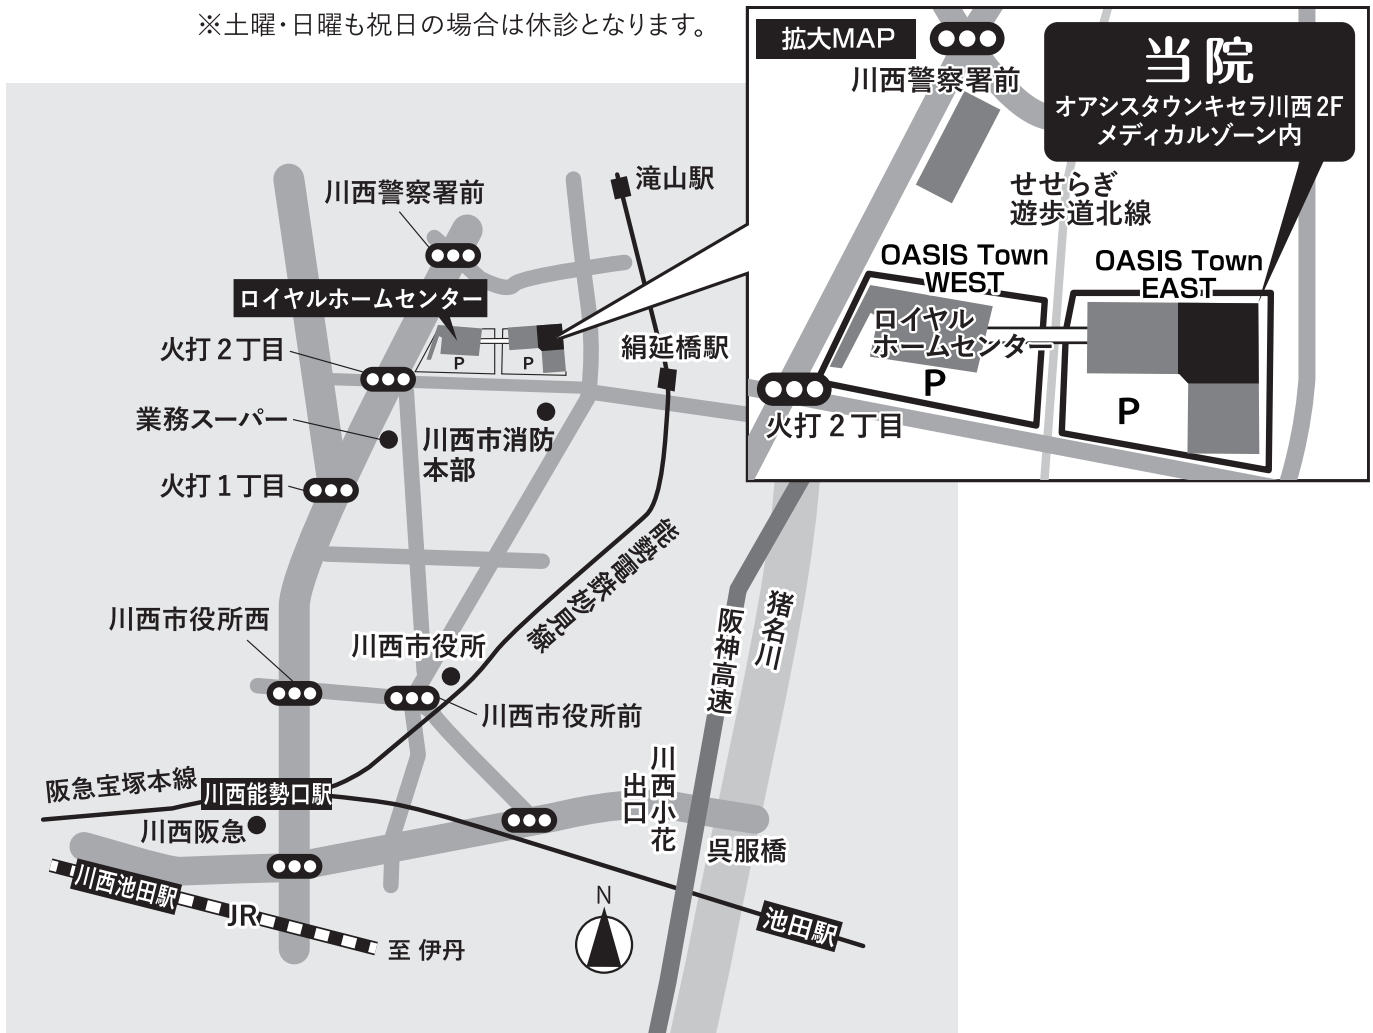 ※土曜・日曜も祝日の場合は休診となります。
拡大MAP
川西警察署前
当院
オアシスタウンキセラ川西2F
メディカルゾーン内
せせらぎ
遊歩道北線
OASIS Town
WEST
OASIS Town
EAST
ロイヤル
ホームセンター
P
P
火打2丁目
滝山駅
川西警察署前
ロイヤルホームセンター
火打2丁目
P
P
絹延橋駅
業務スーパー
川西市消防
本部
火打1丁目
能勢電鉄妙見線
猪名川
阪神高速
川西市役所西
川西市役所
川西市役所前
川西小花
出口
阪急宝塚本線
川西能勢口駅
川西阪急
呉服橋
川西池田駅
JR
至 伊丹
N
池田駅